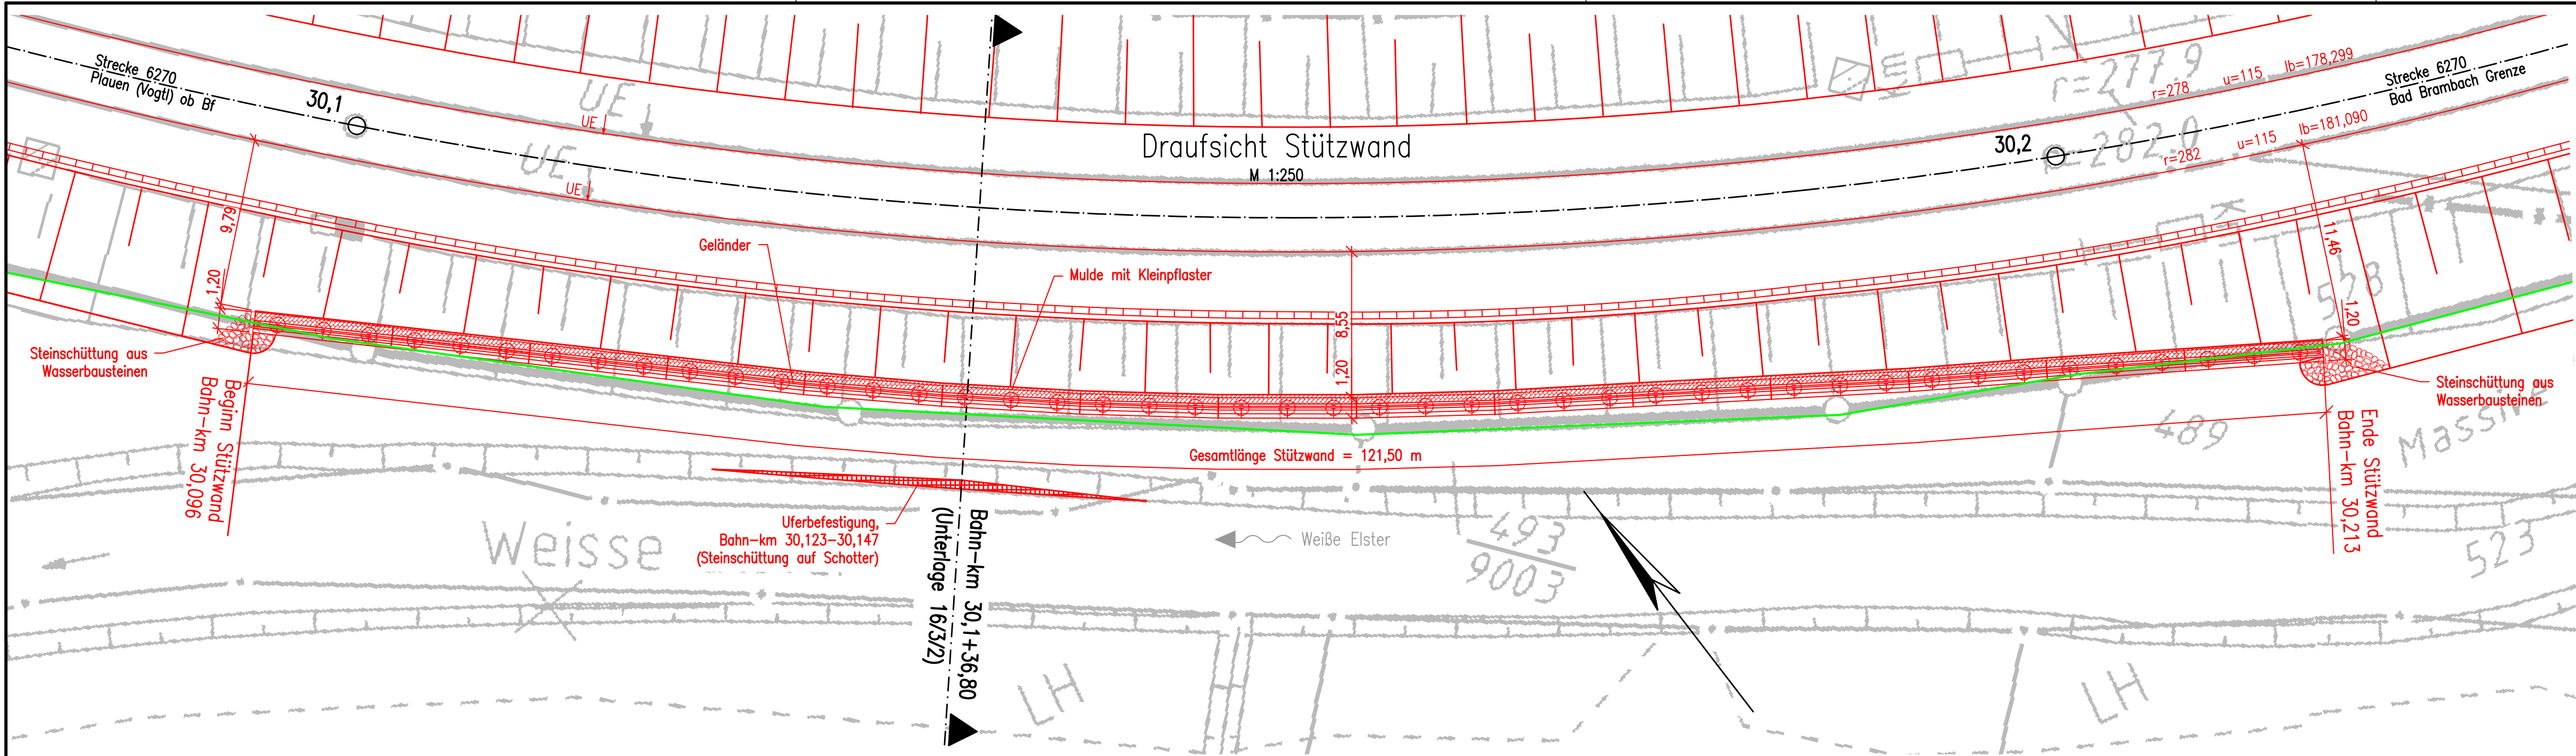 Strecke 6270
Plauen (Vogtl) ob Bf
30,1
UE
UE
UE
UE
Draufsicht Stützwand
M 1:250
30,2
r=277.9
282.0
r=278 u=115 lb=178,299
r=282 u=115 lb=181,090
Strecke 6270
Bad Brambach Grenze
9,79
1,20
Geländer
Mulde mit Kleinpflaster
8,55
1,20
11,46
1,20
528
Steinschüttung aus
Wasserbausteinen
Beginn Stützwand
Bahn-km 30,096
Gesamtlänge Stützwand = 121,50 m
Steinschüttung aus
Wasserbausteinen
Ende Stützwand
Bahn-km 30,213
489
Massiv
Uferbefestigung,
Bahn-km 30,123-30,147
(Steinschüttung auf Schotter)
Weisse
Bahn-km 30,1+36,80
(Unterlage 16/3/2)
Weiße Elster
493
9003
523
LH
LH